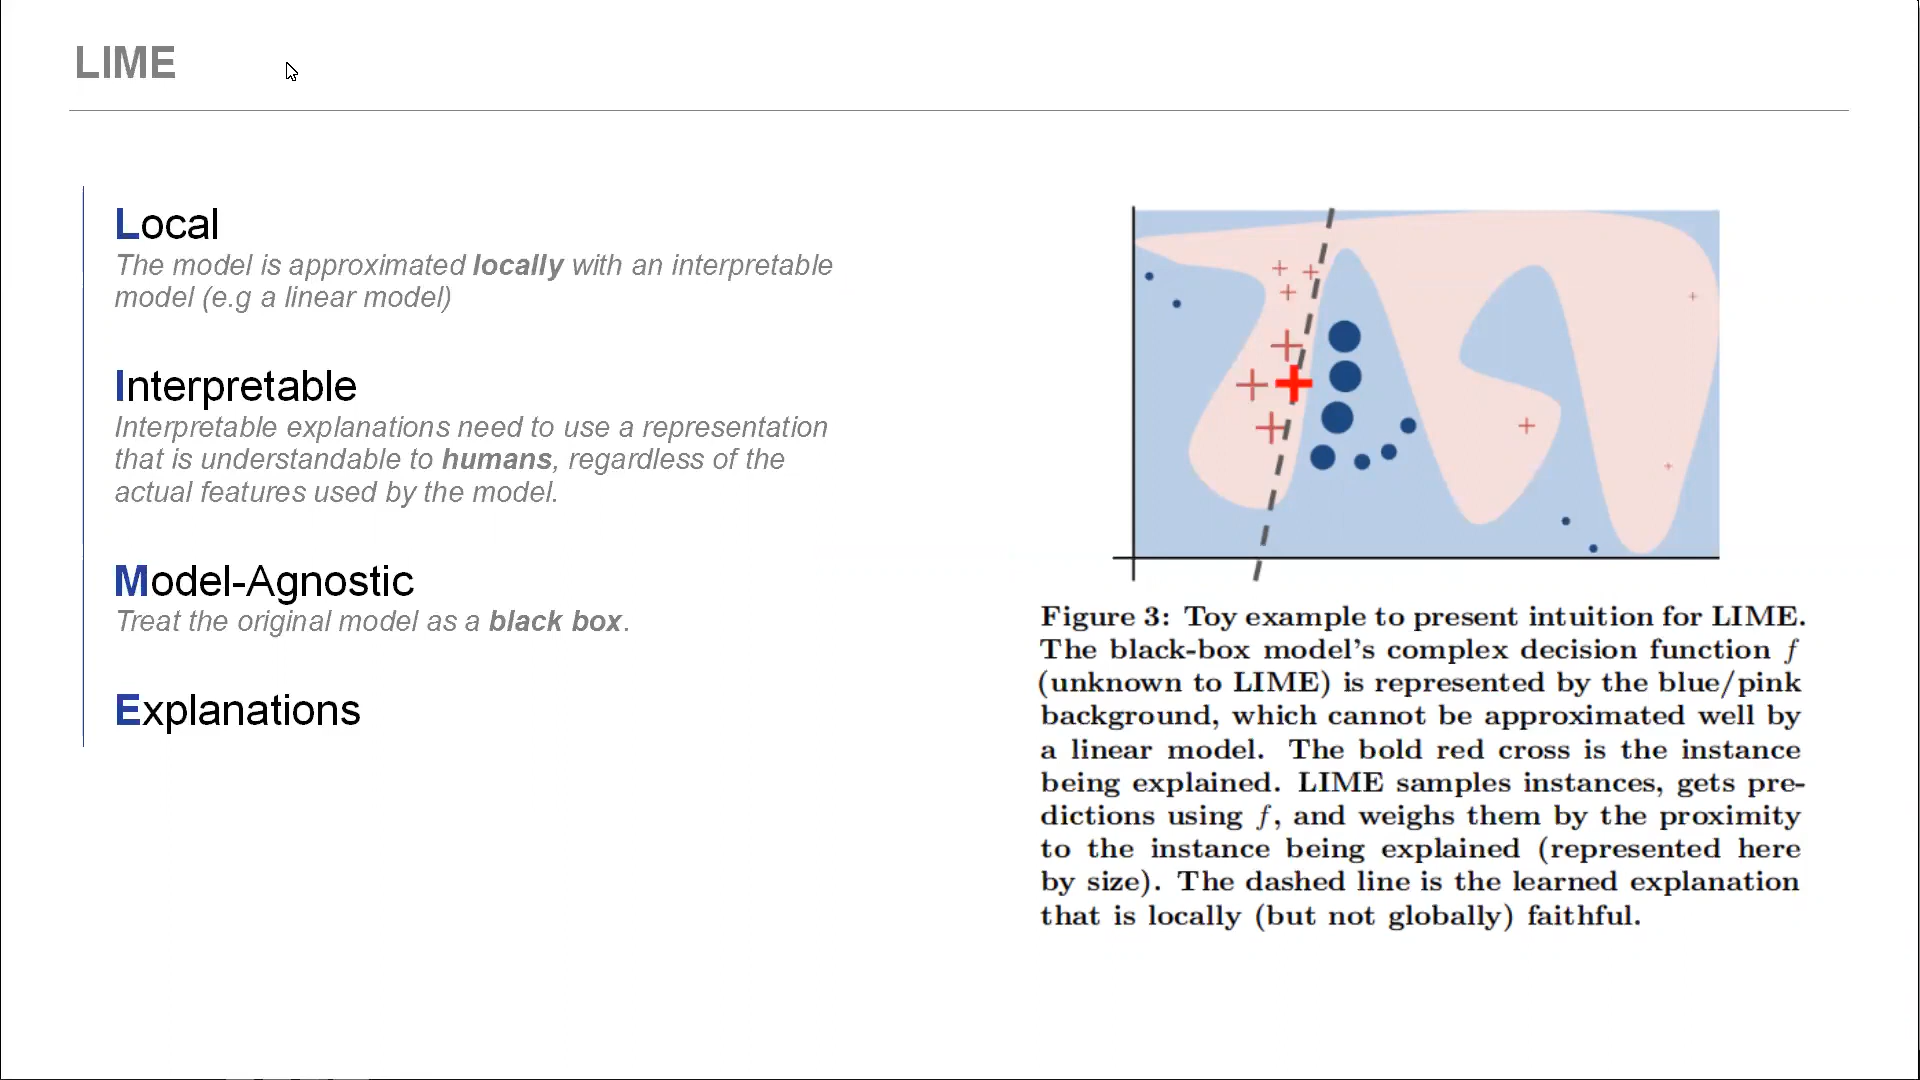 LIME
Local
The model is approximated locally with an interpretable
model (e.g a linear model)
Interpretable
Interpretable explanations need to use a representation
that is understandable to humans, regardless of the
actual features used by the model.
Model-Agnostic
Treat the original model as a black box.
Explanations
Figure 3: Toy example to present intuition for LIME.
The black-box model's complex decision function f
(unknown to LIME) is represented by the blue/pink
background, which cannot be approximated well by
a linear model. The bold red cross is the instance
being explained. LIME samples instances, gets pre-
dictions using f, and weighs them by the proximity
to the instance being explained (represented here
by size). The dashed line is the learned explanation
that is locally (but not globally) faithful.